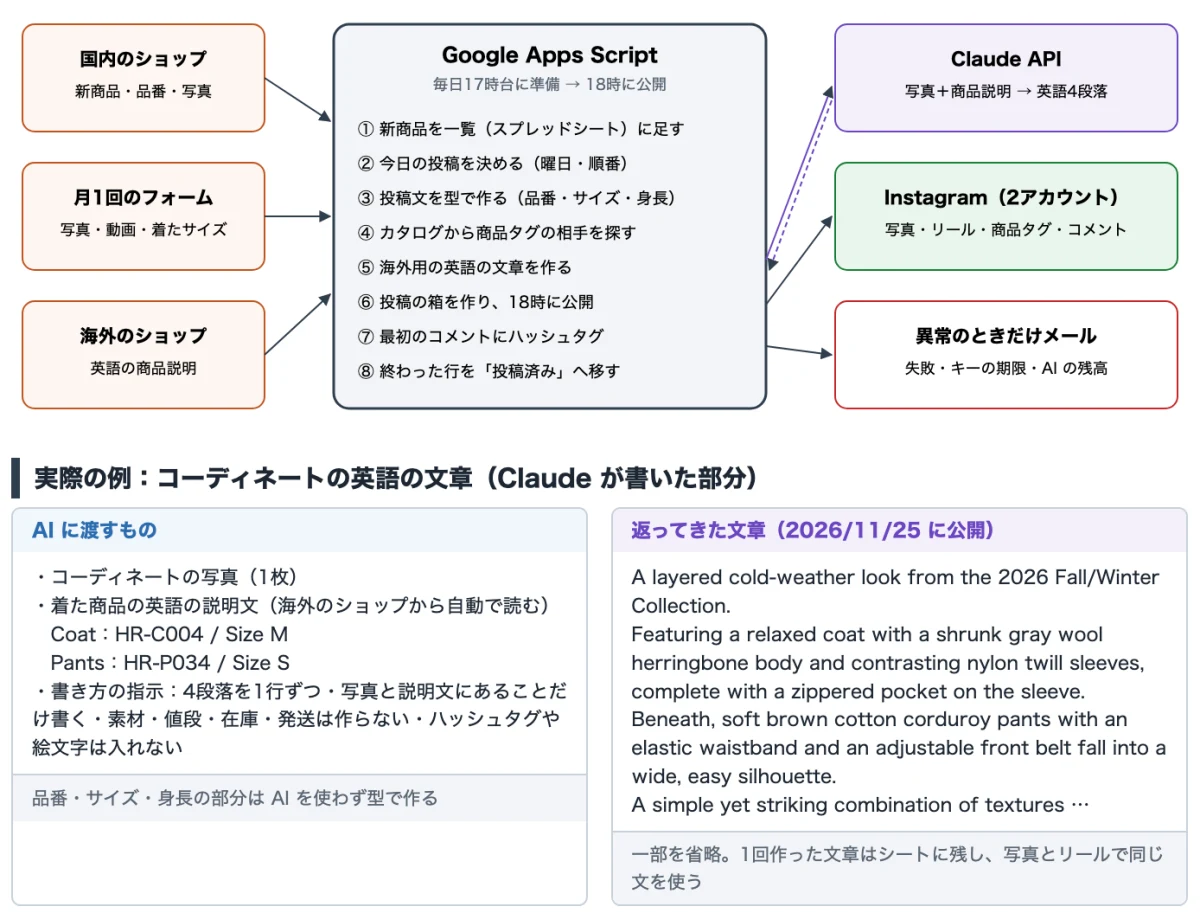 国内のショップ
新商品・品番・写真
月1回のフォーム
写真・動画・着たサイズ
海外のショップ
英語の商品説明
Google Apps Script
毎日17時台に準備 → 18時に公開
① 新商品を一覧（スプレッドシート）に足す
② 今日の投稿を決める（曜日・順番）
③ 投稿文を型で作る（品番・サイズ・身長）
④ カタログから商品タグの相手を探す
⑤ 海外用の英語の文章を作る
⑥ 投稿の箱を作り、18時に公開
⑦ 最初のコメントにハッシュタグ
⑧ 終わった行を「投稿済み」へ移す
Claude API
写真＋商品説明 → 英語4段落
Instagram（2アカウント）
写真・リール・商品タグ・コメント
異常のときだけメール
失敗・キーの期限・AI の残高
実際の例：コーディネートの英語の文章（Claude が書いた部分）
AI に渡すもの
・コーディネートの写真（1枚）
・着た商品の英語の説明文（海外のショップから自動で読む）
Coat：HR-C004 / Size M
Pants：HR-P034 / Size S
・書き方の指示：4段落を1行ずつ・写真と説明文にあることだ
け書く・素材・値段・在庫・発送は作らない・ハッシュタグや
絵文字は入れない
品番・サイズ・身長の部分は AI を使わず型で作る
返ってきた文章（2026/11/25 に公開）
A layered cold-weather look from the 2026 Fall/Winter
Collection.
Featuring a relaxed coat with a shrunk gray wool
herringbone body and contrasting nylon twill sleeves,
complete with a zippered pocket on the sleeve.
Beneath, soft brown cotton corduroy pants with an
elastic waistband and an adjustable front belt fall into a
wide, easy silhouette.
A simple yet striking combination of textures …
一部を省略。1回作った文章はシートに残し、写真とリールで同じ
文を使う